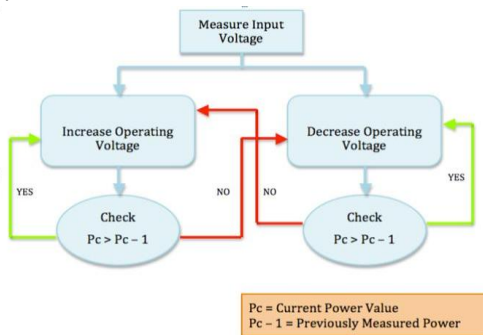 Measure Input
Voltage
Increase Operating
Voltage
Decrease Operating
Voltage
YES
NO
NO
YES
Check
Pc > Pc – 1
Check
Pc > Pc – 1
Pc = Current Power Value
Pc – 1 = Previously Measured Power